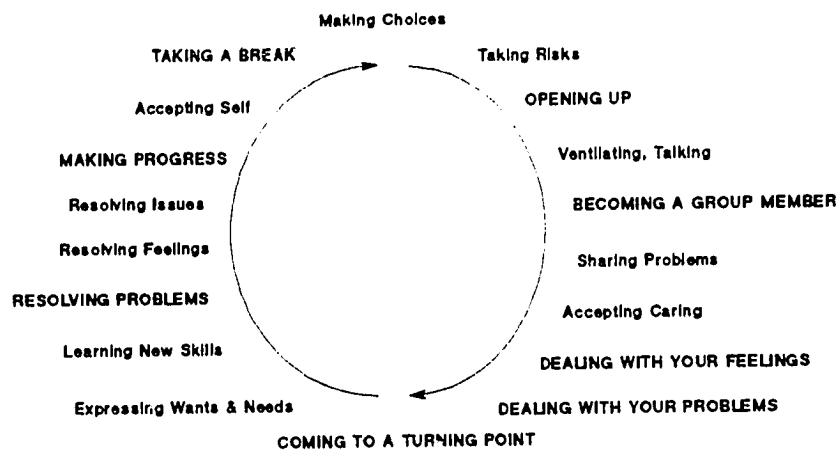 Making Choices
TAKING A BREAK
Taking Risks
Accepting Self
OPENING UP
MAKING PROGRESS
Ventilating, Talking
Resolving Issues
BECOMING A GROUP MEMBER
Resolving Feelings
Sharing Problems
RESOLVING PROBLEMS
Accepting Caring
Learning New Skills
DEALING WITH YOUR FEELINGS
Expressing Wants & Needs
DEALING WITH YOUR PROBLEMS
COMING TO A TURNING POINT